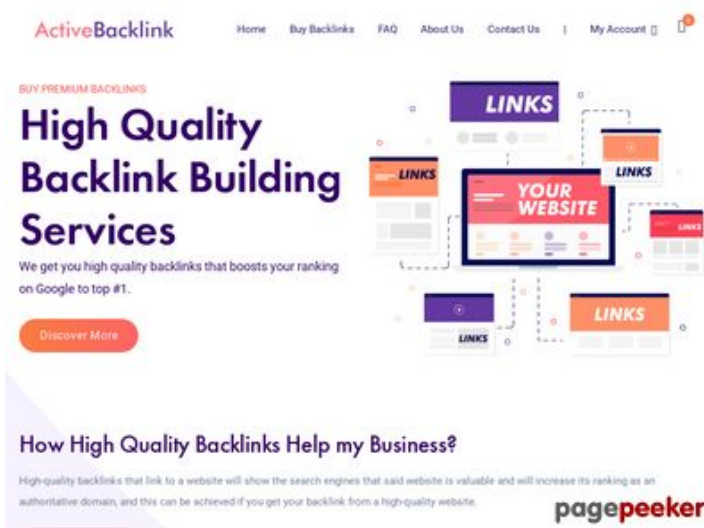 ActiveBacklink
Home Buy Backlinks FAQ About Us Contact Us | My Account 0
BUY PREMIUM BACKLINKS
High Quality
Backlink Building
Services
We get you high quality backlinks that boosts your ranking
on Google to top #1.
Discover More
LINKS
LINKS
LINKS
YOUR
WEBSITE
LINKS
LINKS
LINKS
How High Quality Backlinks Help my Business?
High-quality backlinks that link to a website will show the search engines that said website is valuable and will increase its ranking as an
authoritative domain, and this can be achieved if you get your backlink from a high-quality website.
pagepeeker